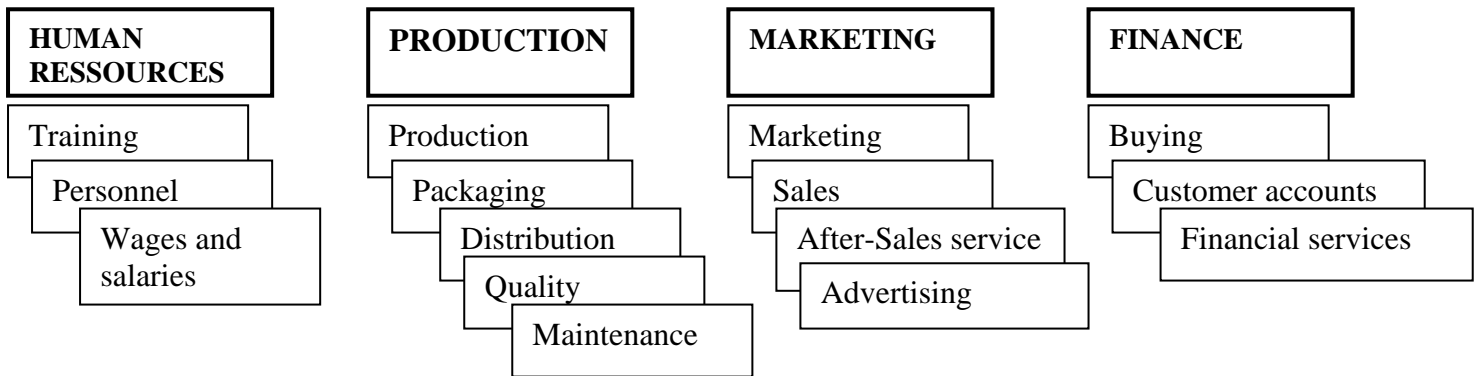 HUMAN
RESSOURCES
Training
Personnel
Wages and
salaries
PRODUCTION
Production
Packaging
Distribution
Quality
Maintenance
MARKETING
Marketing
Sales
After-Sales service
Advertising
FINANCE
Buying
Customer accounts
Financial services